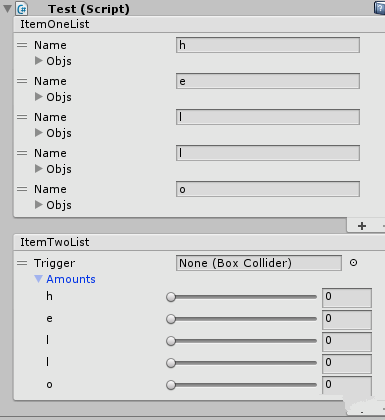 Test (Script)
ItemOneList
Name h
Objs
Name e
Objs
Name l
Objs
Name l
Objs
Name o
Objs
+
ItemTwoList
Trigger None (Box Collider)
Amounts
h 0
e 0
l 0
l 0
o 0